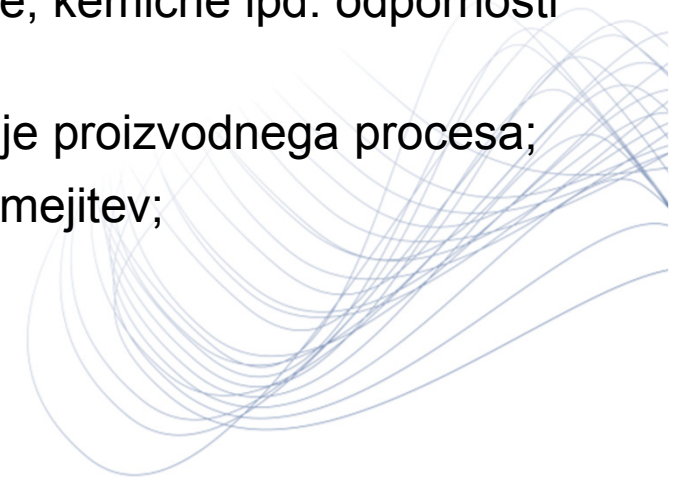 e, kemične ipd. odpornosti
je proizvodnega procesa;
mejitev;